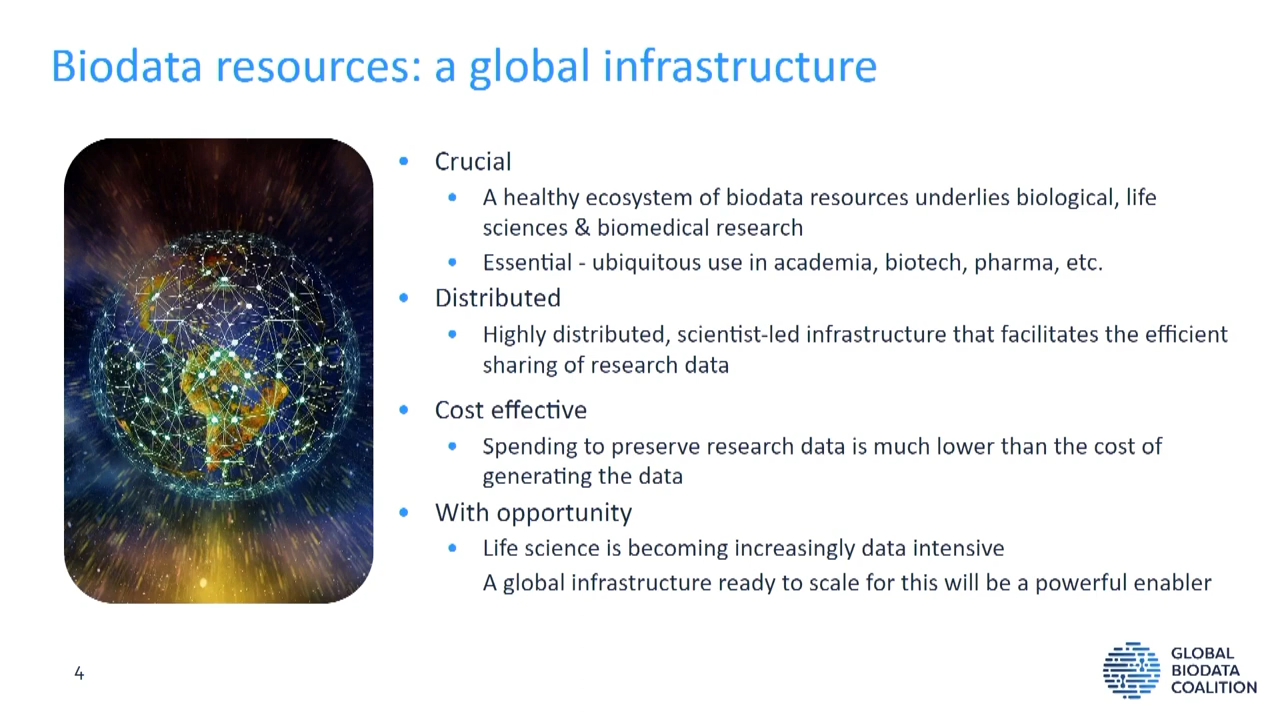 Biodata resources: a global infrastructure
• Crucial
• A healthy ecosystem of biodata resources underlies biological, life
sciences & biomedical research
• Essential - ubiquitous use in academia, biotech, pharma, etc.
• Distributed
• Highly distributed, scientist-led infrastructure that facilitates the efficient
sharing of research data
• Cost effective
• Spending to preserve research data is much lower than the cost of
generating the data
• With opportunity
• Life science is becoming increasingly data intensive
A global infrastructure ready to scale for this will be a powerful enabler
4
GLOBAL
BIODATA
COALITION